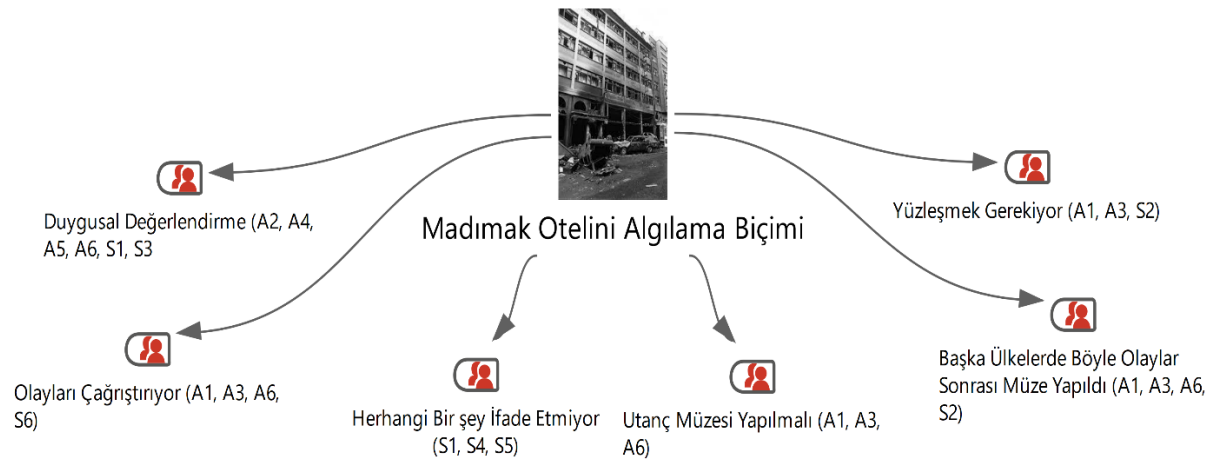 Madımak Otelini Algılama Biçimi
Duygusal Değerlendirme (A2, A4,
A5, A6, S1, S3
Yüzleşmek Gerekiyor (A1, A3, S2)
Olayları Çağrıştırıyor (A1, A3, A6,
S6)
Herhangi Bir şey İfade Etmiyor
(S1, S4, S5)
Utanç Müzesi Yapılmalı (A1, A3,
A6)
Başka Ülkelerde Böyle Olaylar
Sonrası Müze Yapıldı (A1, A3, A6,
S2)